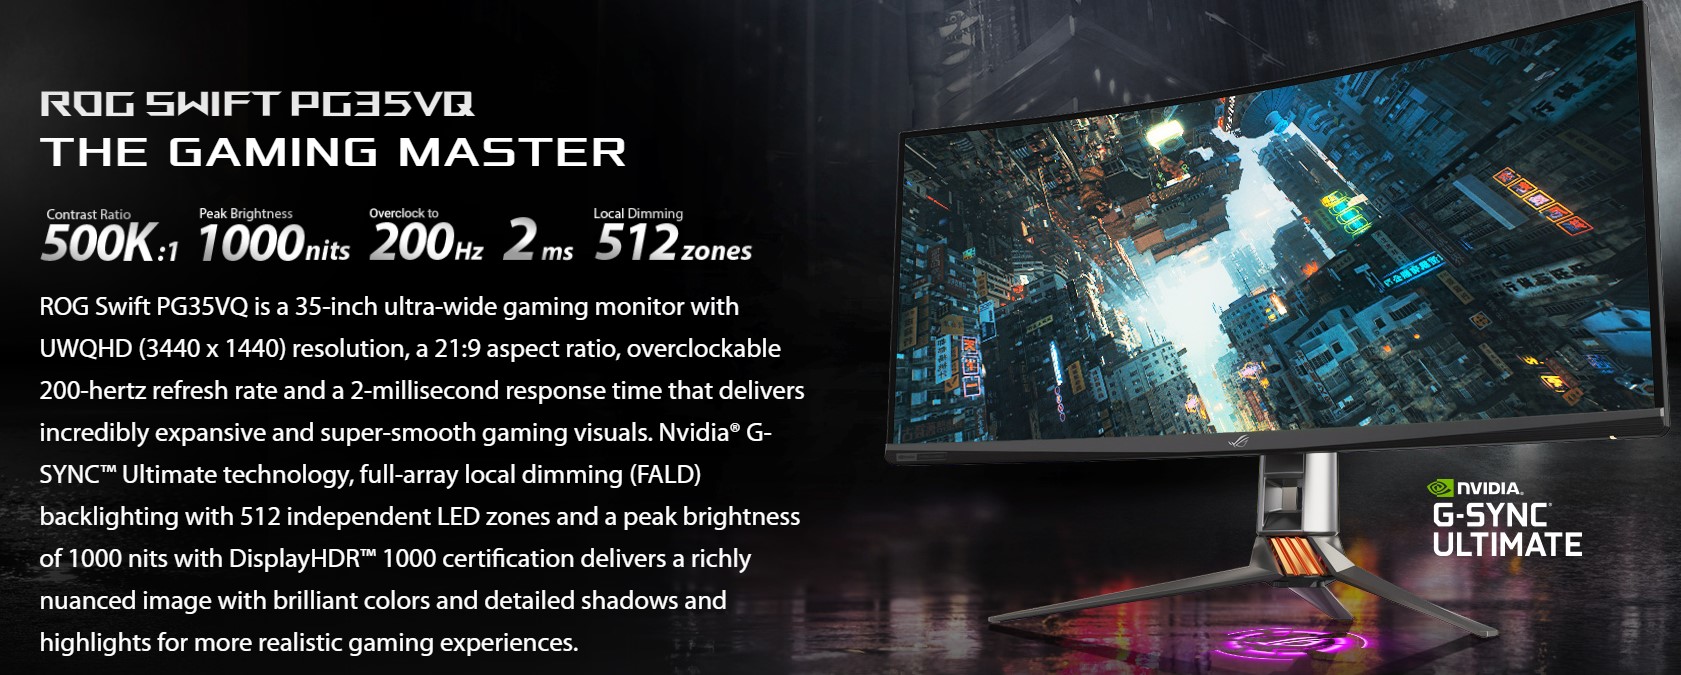 ROG SWIFT PG35VQ
THE GAMING MASTER
Contrast Ratio
500K:1
Peak Brightness
1000nits
Overclock to
200Hz
2ms
Local Dimming
512zones
ROG Swift PG35VQ is a 35-inch ultra-wide gaming monitor with
UWQHD (3440 x 1440) resolution, a 21:9 aspect ratio, overclockable
200-hertz refresh rate and a 2-millisecond response time that delivers
incredibly expansive and super-smooth gaming visuals. Nvidia® G-
SYNC™ Ultimate technology, full-array local dimming (FALD)
backlighting with 512 independent LED zones and a peak brightness
of 1000 nits with DisplayHDR™ 1000 certification delivers a richly
nuanced image with brilliant colors and detailed shadows and
highlights for more realistic gaming experiences.
NVIDIA.
G-SYNC
ULTIMATE